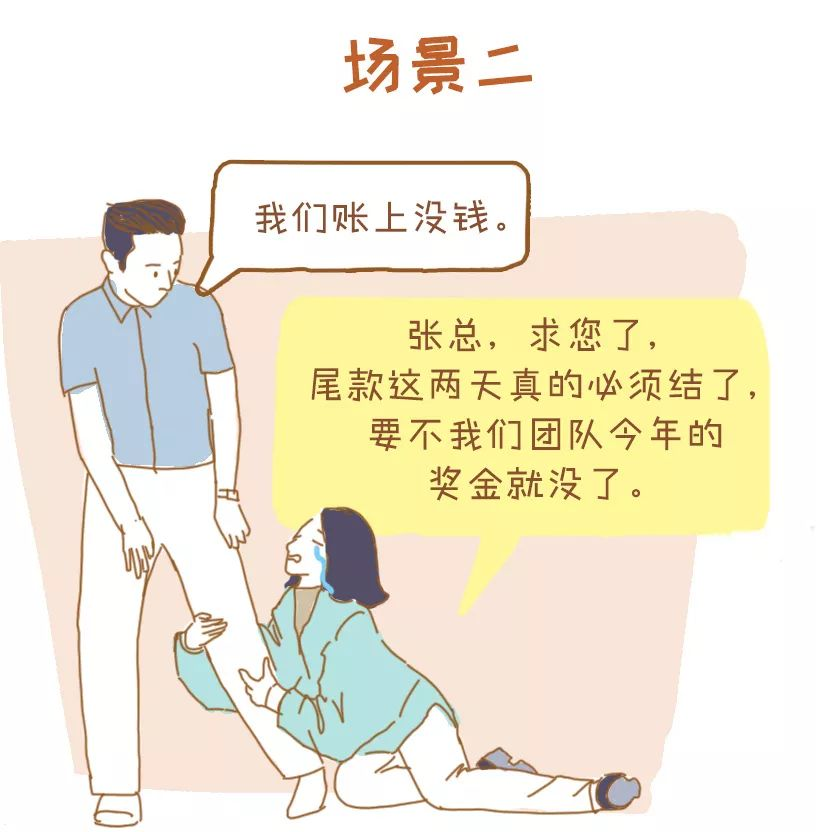 场景二
我们账上没钱。
张总，求您了，
尾款这两天真的必须结了，
要不我们团队今年的
奖金就没了。